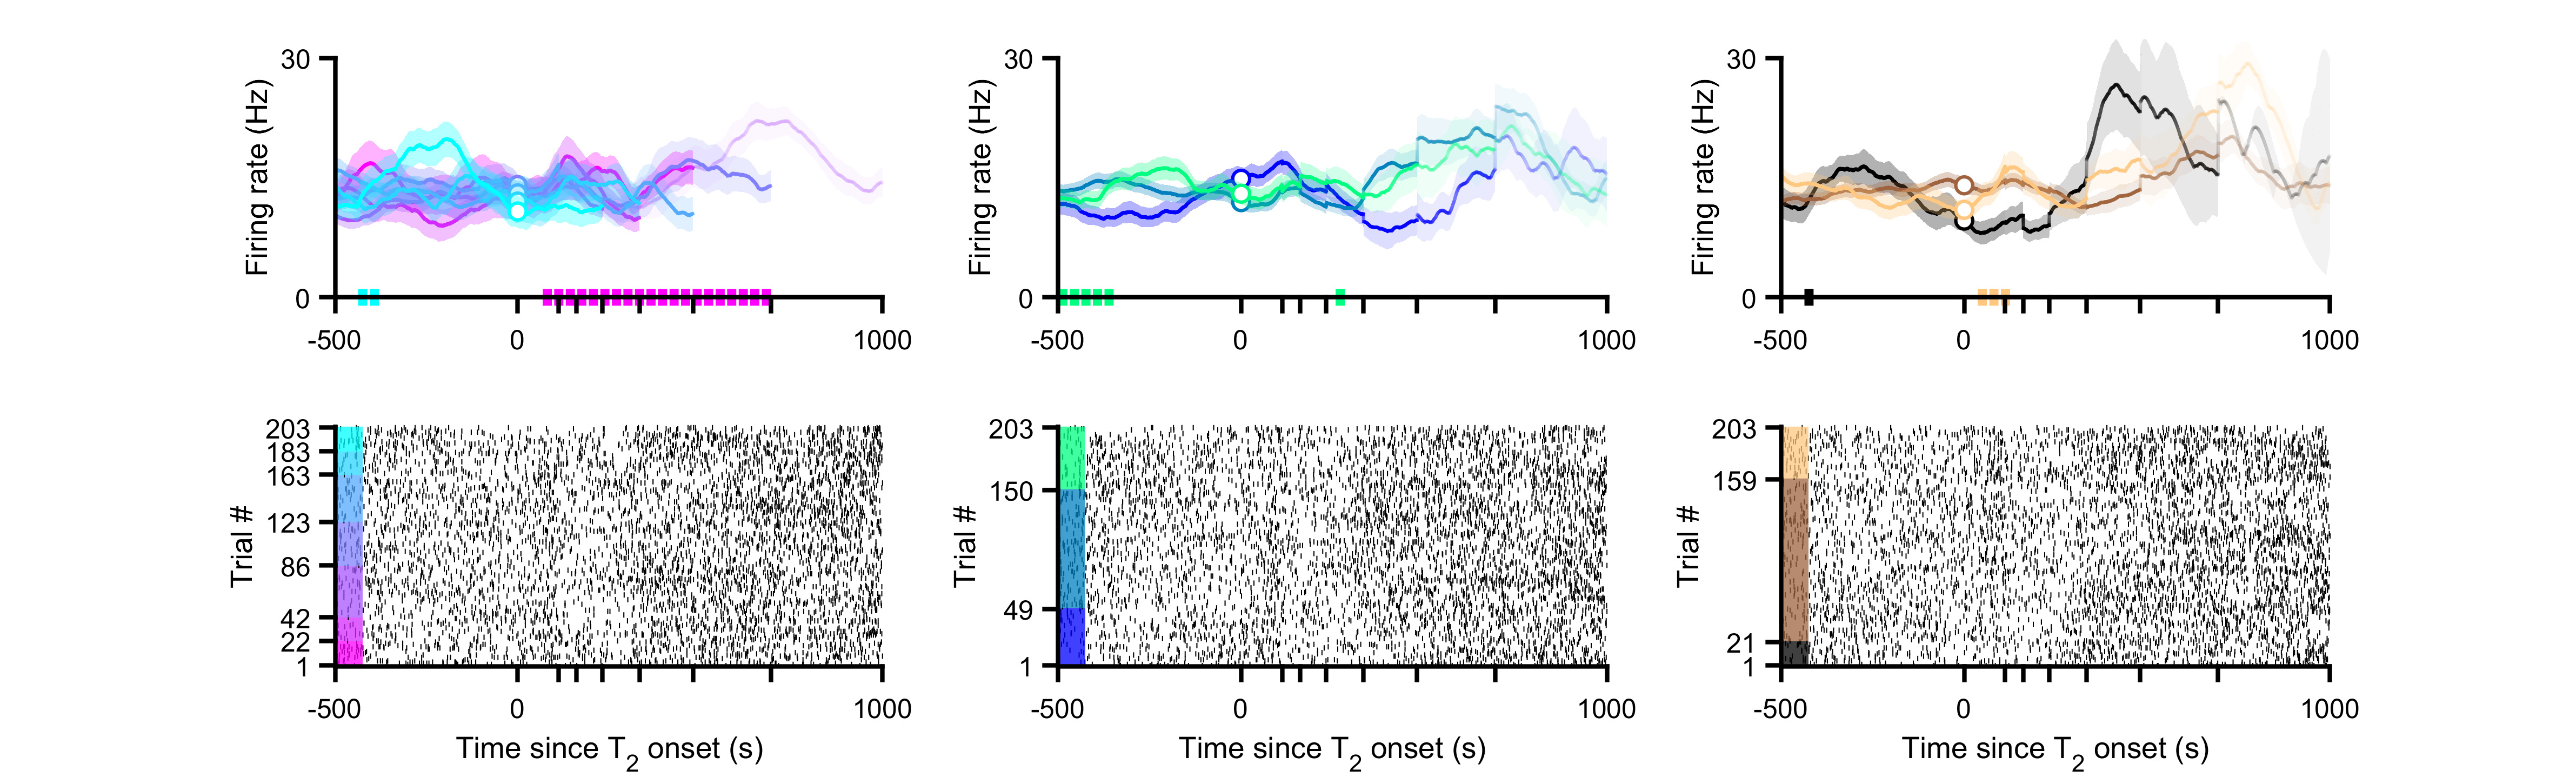 30
Firing rate (Hz)
0
-500 0 1000
30
Firing rate (Hz)
0
-500 0 1000
30
Firing rate (Hz)
0
-500 0 1000
203
183
163
123
86
42
22
1
Trial #
-500 0 1000
Time since T2 onset (s)
203
150
49
1
Trial #
-500 0 1000
Time since T2 onset (s)
203
159
21
1
Trial #
-500 0 1000
Time since T2 onset (s)